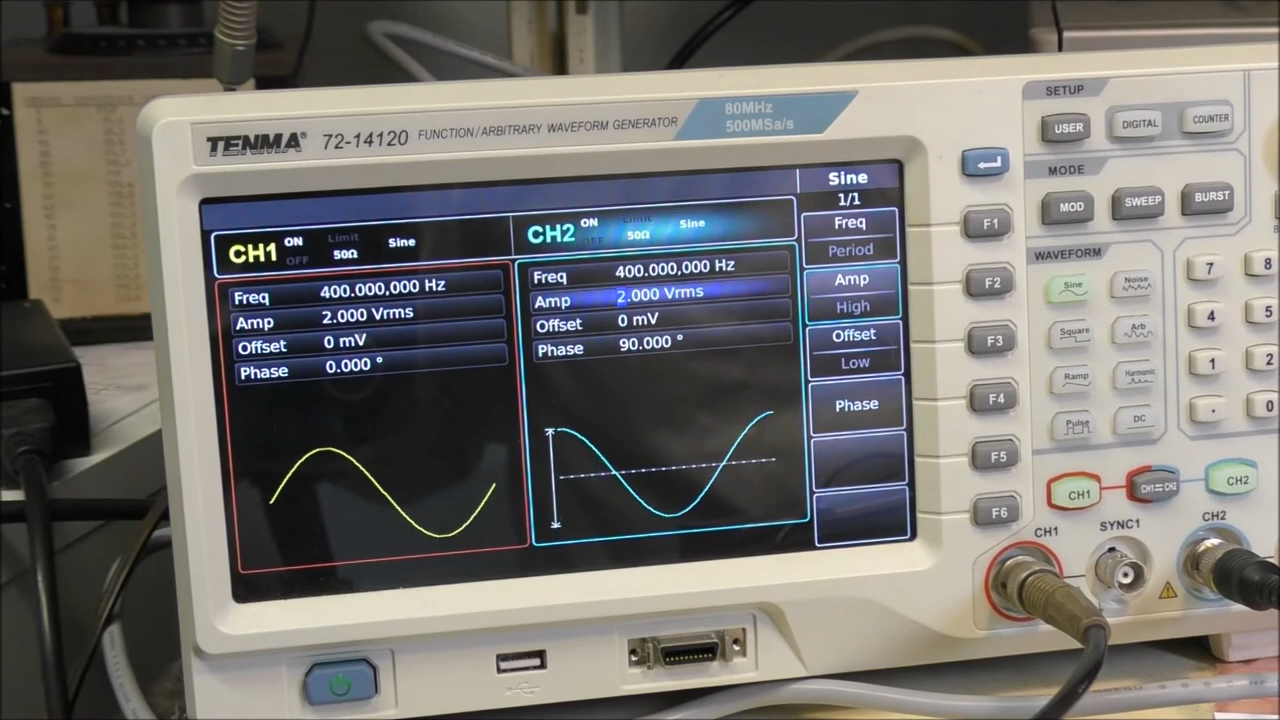 TENMA® 72-14120 FUNCTION/ARBITRARY WAVEFORM GENERATOR
80MHz
500MSa/s
CH1 ON OFF Limit 50Ω Sine
CH2 ON OFF Limit 50Ω Sine
Freq 400.000,000 Hz
Amp 2.000 Vrms
Offset 0 mV
Phase 0.000 °
Freq 400.000,000 Hz
Amp 2.000 Vrms
Offset 0 mV
Phase 90.000 °
Sine
1/1
Freq
Period
Amp
High
Offset
Low
Phase
F1
F2
F3
F4
F5
F6
SETUP
USER DIGITAL COUNTER
MODE
MOD SWEEP BURST
WAVEFORM
Sine Noise
Square Arb
Ramp Harmonic
Pulse DC
7 8
4 5
1 2
. 0
CH1 CH1⇌CH2 CH2
CH1 SYNC1 CH2